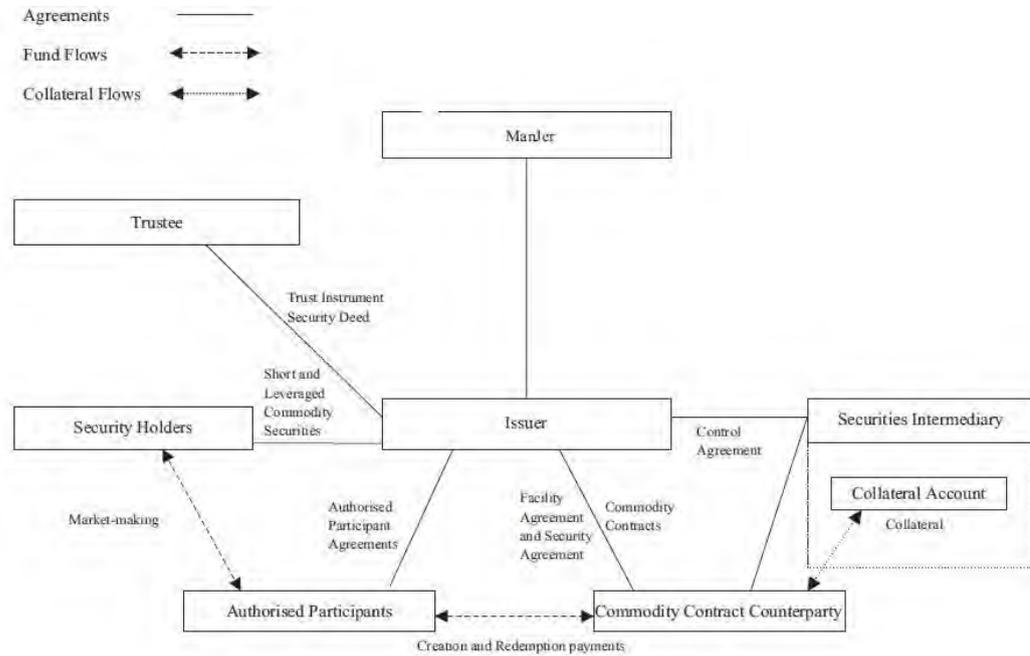 Agreements
Fund Flows
Collateral Flows
ManJer
Trustee
Trust Instrument
Security Deed
Short and
Leveraged
Commodity
Securities
Security Holders
Issuer
Securities Intermediary
Control
Agreement
Collateral Account
Collateral
Market-making
Authorised
Participant
Agreements
Facility
Agreement
and Security
Agreement
Commodity
Contracts
Authorised Participants
Commodity Contract Counterparty
Creation and Redemption payments